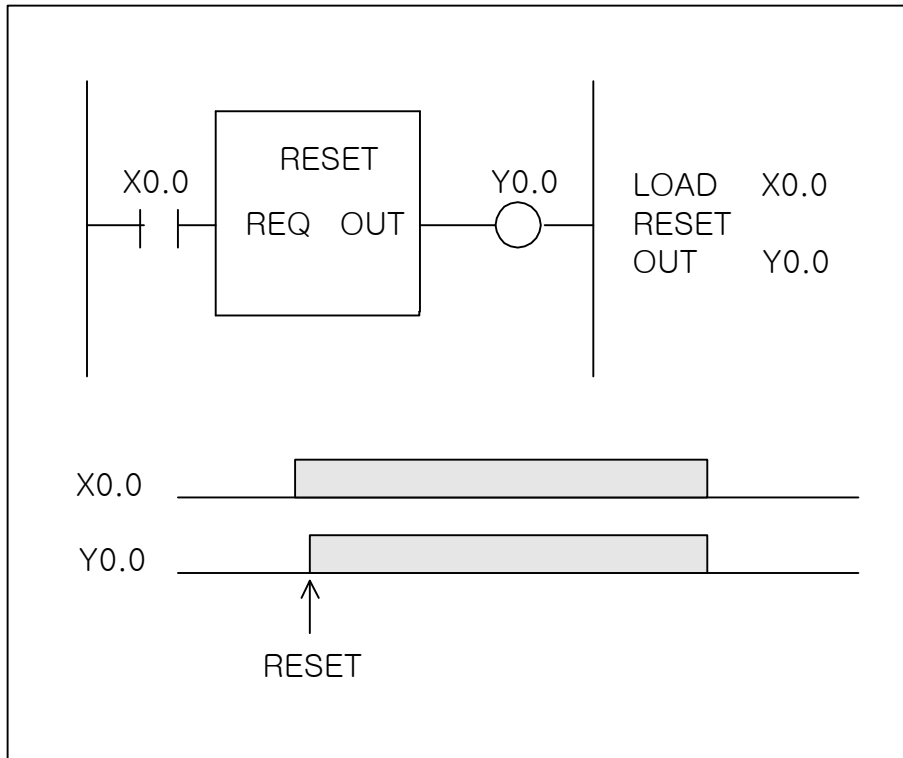 RESET
X0.0
REQ OUT
Y0.0
LOAD X0.0
RESET
OUT Y0.0
X0.0
Y0.0
RESET